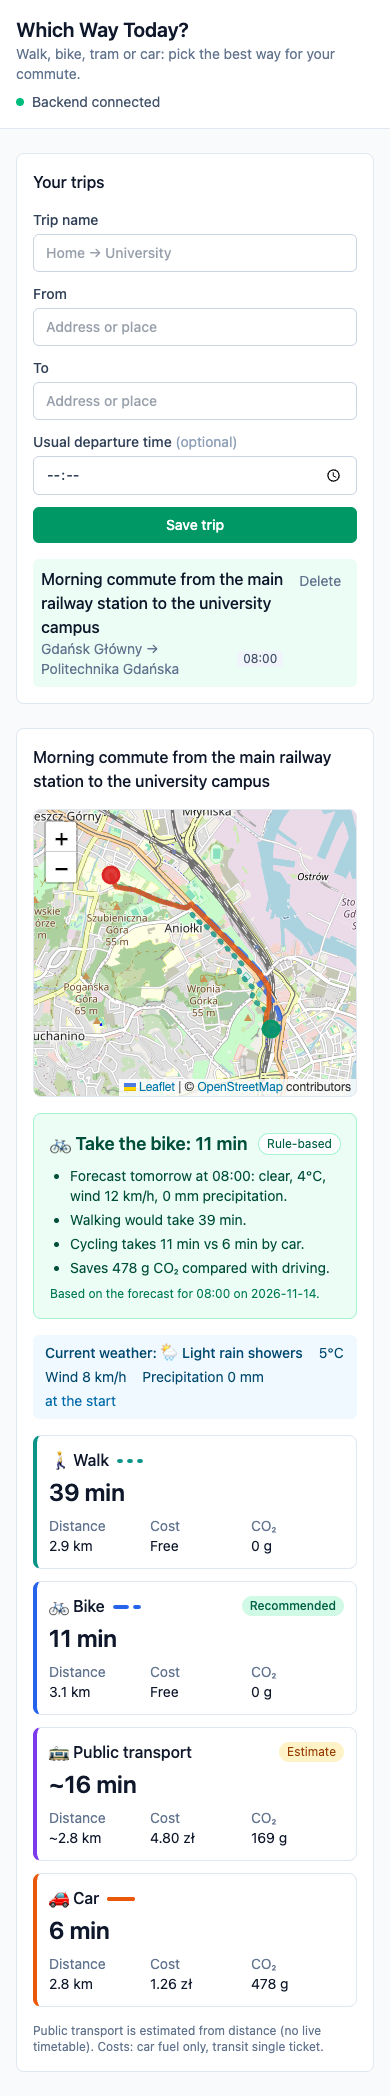 Which Way Today?
Walk, bike, tram or car: pick the best way for your
commute.
Backend connected
Your trips
Trip name
Home → University
From
Address or place
To
Address or place
Usual departure time (optional)
--:--
Save trip
Morning commute from the main
railway station to the university
campus
Delete
Gdańsk Główny →
Politechnika Gdańska
08:00
Morning commute from the main railway
station to the university campus
eszcz Górny
Młyniska
+
−
Ostrów
Szubieniczna
Góra
55 m
Aniołki
Pogańska
Góra
65 m
Wronia
Górka
55 m
uchanino
Leaflet | © OpenStreetMap contributors
🚲 Take the bike: 11 min
Rule-based
• Forecast tomorrow at 08:00: clear, 4°C,
wind 12 km/h, 0 mm precipitation.
• Walking would take 39 min.
• Cycling takes 11 min vs 6 min by car.
• Saves 478 g CO₂ compared with driving.
Based on the forecast for 08:00 on 2026-11-14.
Current weather: 🌦 Light rain showers 5°C
Wind 8 km/h Precipitation 0 mm
at the start
🚶 Walk
39 min
Distance Cost CO₂
2.9 km Free 0 g
🚲 Bike
Recommended
11 min
Distance Cost CO₂
3.1 km Free 0 g
🚋 Public transport
Estimate
~16 min
Distance Cost CO₂
~2.8 km 4.80 zł 169 g
🚗 Car
6 min
Distance Cost CO₂
2.8 km 1.26 zł 478 g
Public transport is estimated from distance (no live
timetable). Costs: car fuel only, transit single ticket.